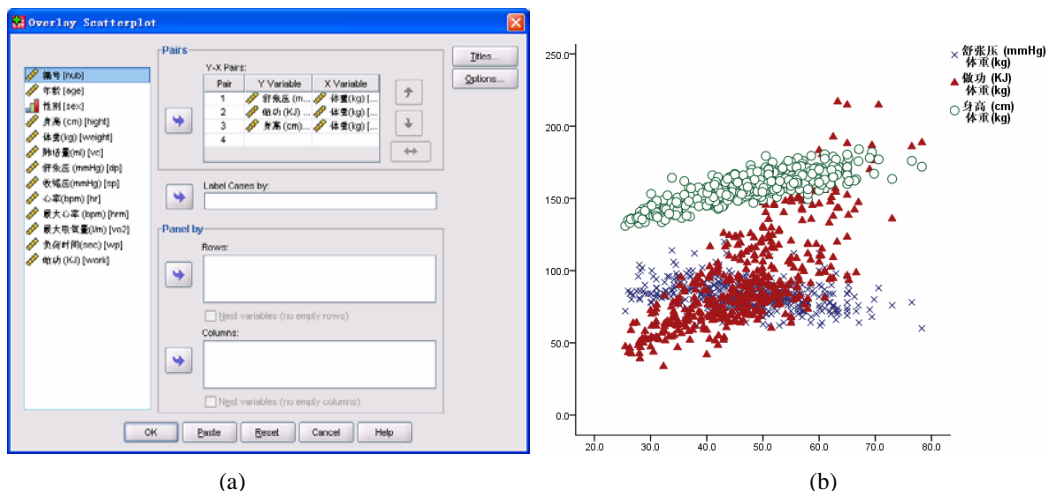 Overlay Scatterplot
编号 [nub]
年龄 [age]
性别 [sex]
身高 (cm) [hight]
体重(kg) [weight]
肺活量(ml) [vc]
舒张压 (mmHg) [dp]
收缩压(mmHg) [sp]
心率(bpm) [hr]
最大心率 (bpm) [hrm]
最大吸氧量(l/m) [vo2]
负荷时间(sec) [wp]
做功 (KJ) [work]
Pairs
Y-X Pairs:
Pair Y Variable X Variable
1 舒张压 (m... 体重(kg) [...
2 做功 (KJ) ... 体重(kg) [...
3 身高 (cm)... 体重(kg) [...
4
Label Cases by:
Panel by
Rows:
Nest variables (no empty rows)
Columns:
Nest variables (no empty columns)
Titles...
Options...
OK Paste Reset Cancel Help
(a)
250.0
200.0
150.0
100.0
50.0
0.0
20.0 30.0 40.0 50.0 60.0 70.0 80.0
舒张压 (mmHg)
体重(kg)
做功 (KJ)
体重(kg)
身高 (cm)
体重(kg)
(b)